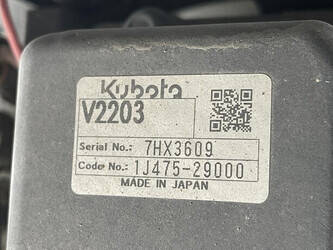 Kubota
V2203
Serial No.: 7HX3609
Code No.: 1J475-29000
MADE IN JAPAN